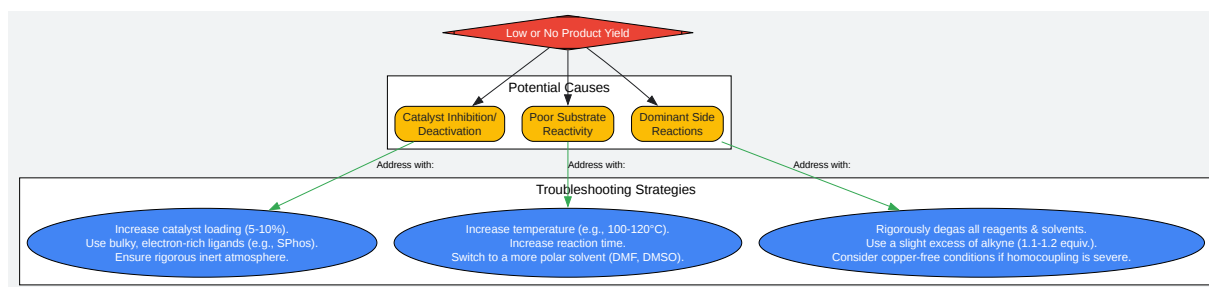 Low or No Product Yield
Potential Causes
Catalyst Inhibition/
Deactivation
Poor Substrate
Reactivity
Dominant Side
Reactions
Address with:
Address with:
Address with:
Troubleshooting Strategies
Increase catalyst loading (5-10%).
Use bulky, electron-rich ligands (e.g., SPhos).
Ensure rigorous inert atmosphere.
Increase temperature (e.g., 100-120°C).
Increase reaction time.
Switch to a more polar solvent (DMF, DMSO).
Rigorously degas all reagents & solvents.
Use a slight excess of alkyne (1.1-1.2 equiv.).
Consider copper-free conditions if homocoupling is severe.